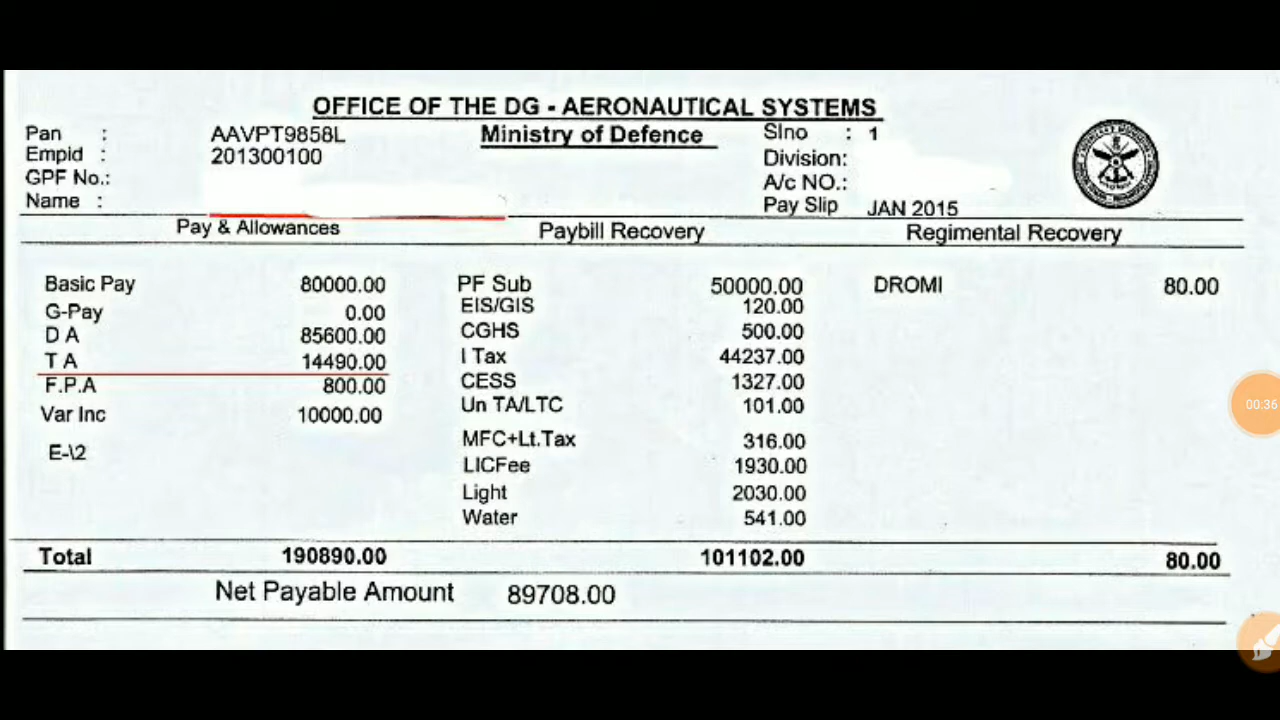 OFFICE OF THE DG - AERONAUTICAL SYSTEMS
Ministry of Defence
Pan : AAVPT9858L
Empid : 201300100
GPF No.:
Name :
Slno : 1
Division:
A/c NO.:
Pay Slip JAN 2015
Pay & Allowances Paybill Recovery Regimental Recovery
Basic Pay 80000.00 PF Sub 50000.00 DROMI 80.00
G-Pay 0.00 EIS/GIS 120.00
D A 85600.00 CGHS 500.00
T A 14490.00 I Tax 44237.00
F.P.A 800.00 CESS 1327.00
Var Inc 10000.00 Un TA/LTC 101.00
E-\2 MFC+Lt.Tax 316.00
LICFee 1930.00
Light 2030.00
Water 541.00
Total 190890.00 101102.00 80.00
Net Payable Amount 89708.00
00:36